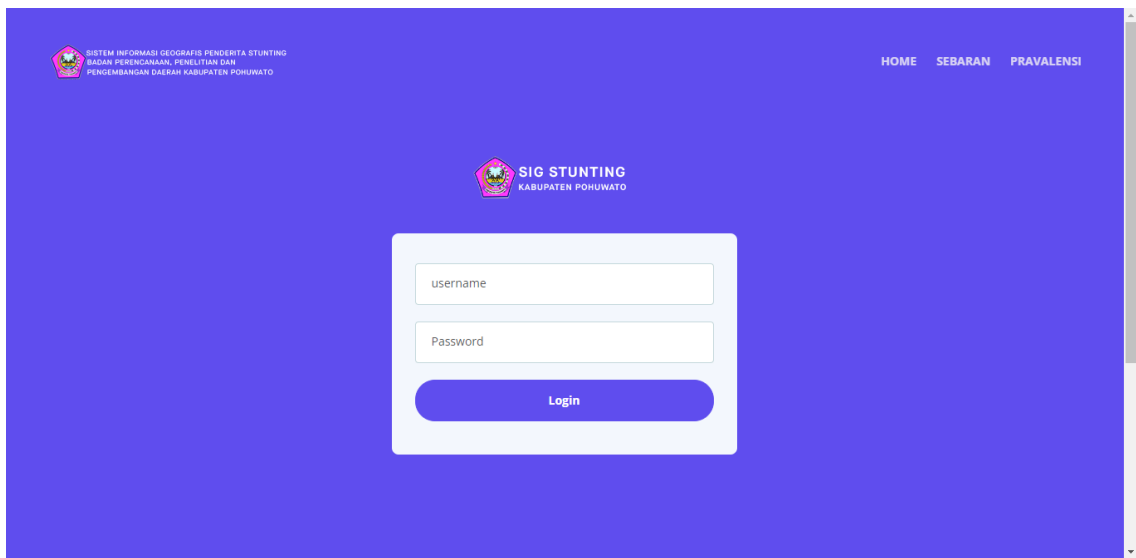 SISTEM INFORMASI GEOGRAFIS PENDERITA STUNTING
BADAN PERENCANAAN, PENELITIAN DAN
PENGEMBANGAN DAERAH KABUPATEN POHUWATO
HOME SEBARAN PRAVALENSI
SIG STUNTING
KABUPATEN POHUWATO
username
Password
Login